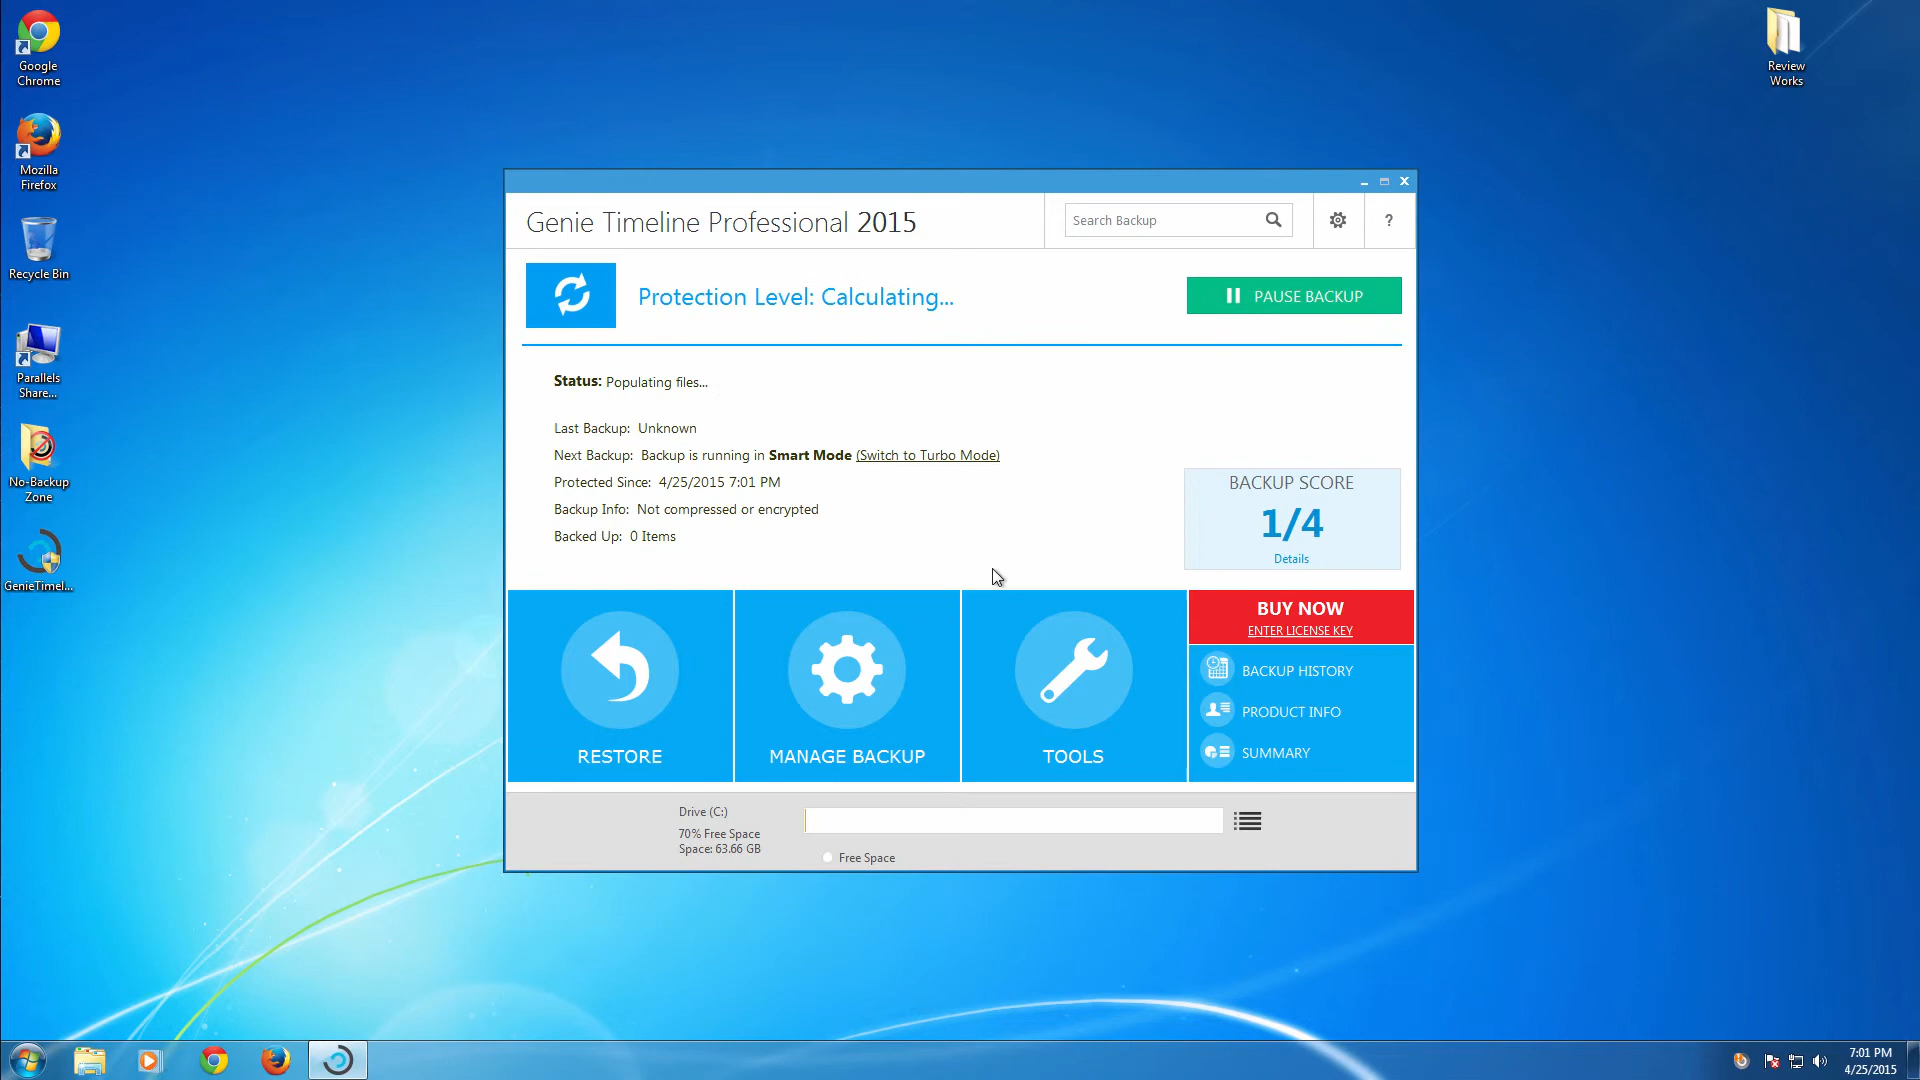 Google
Chrome
Mozilla
Firefox
Recycle Bin
Parallels
Share...
No-Backup
Zone
GenieTimel...
Review
Works
Genie Timeline Professional 2015
Search Backup
?
Protection Level: Calculating...
PAUSE BACKUP
Status: Populating files...
Last Backup: Unknown
Next Backup: Backup is running in Smart Mode (Switch to Turbo Mode)
Protected Since: 4/25/2015 7:01 PM
Backup Info: Not compressed or encrypted
Backed Up: 0 Items
BACKUP SCORE
1/4
Details
RESTORE
MANAGE BACKUP
TOOLS
BUY NOW
ENTER LICENSE KEY
BACKUP HISTORY
PRODUCT INFO
SUMMARY
Drive (C:)
70% Free Space
Space: 63.66 GB
Free Space
7:01 PM
4/25/2015